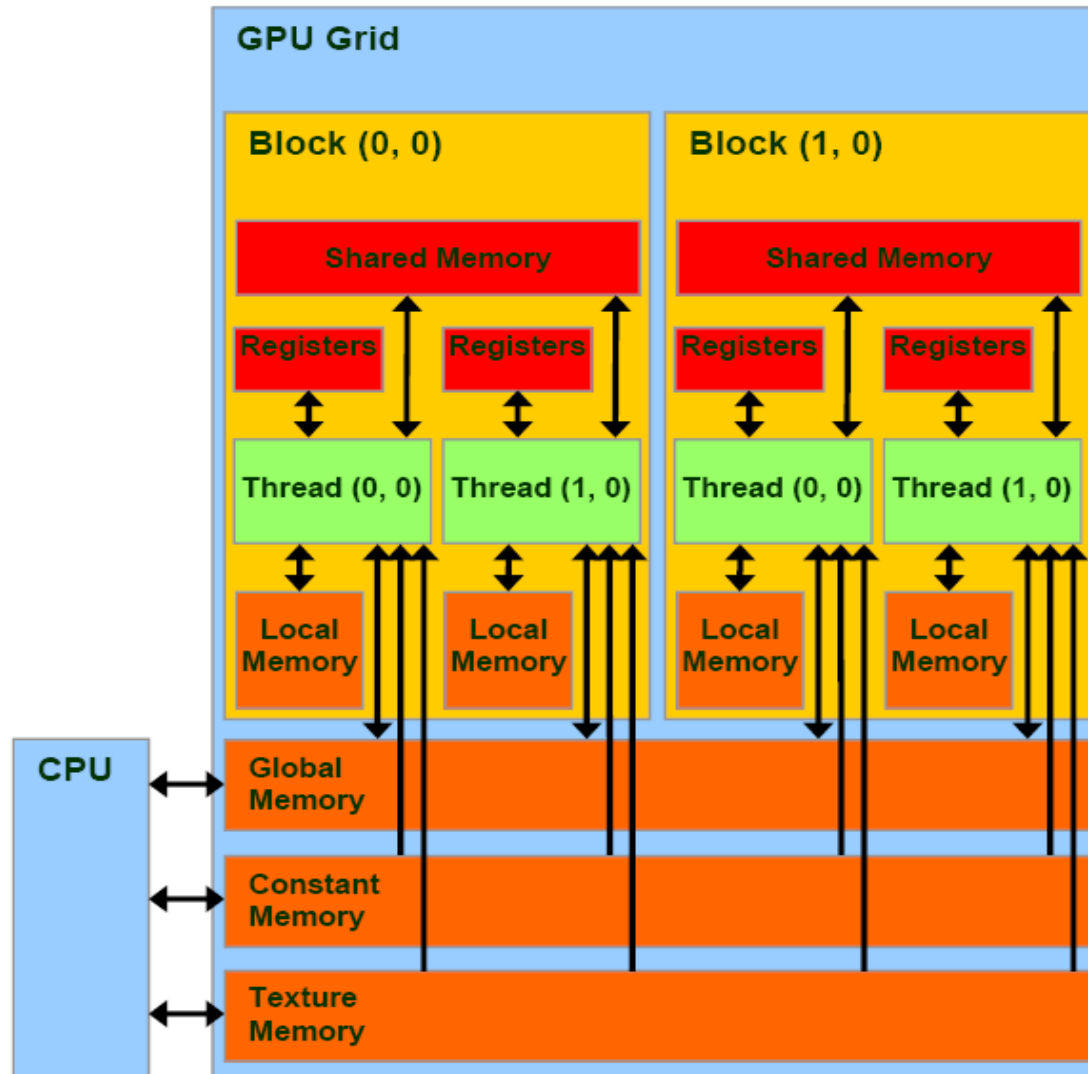 GPU Grid
Block (0, 0)
Block (1, 0)
Shared Memory
Shared Memory
Registers
Registers
Registers
Registers
Thread (0, 0)
Thread (1, 0)
Thread (0, 0)
Thread (1, 0)
Local
Memory
Local
Memory
Local
Memory
Local
Memory
CPU
Global
Memory
Constant
Memory
Texture
Memory